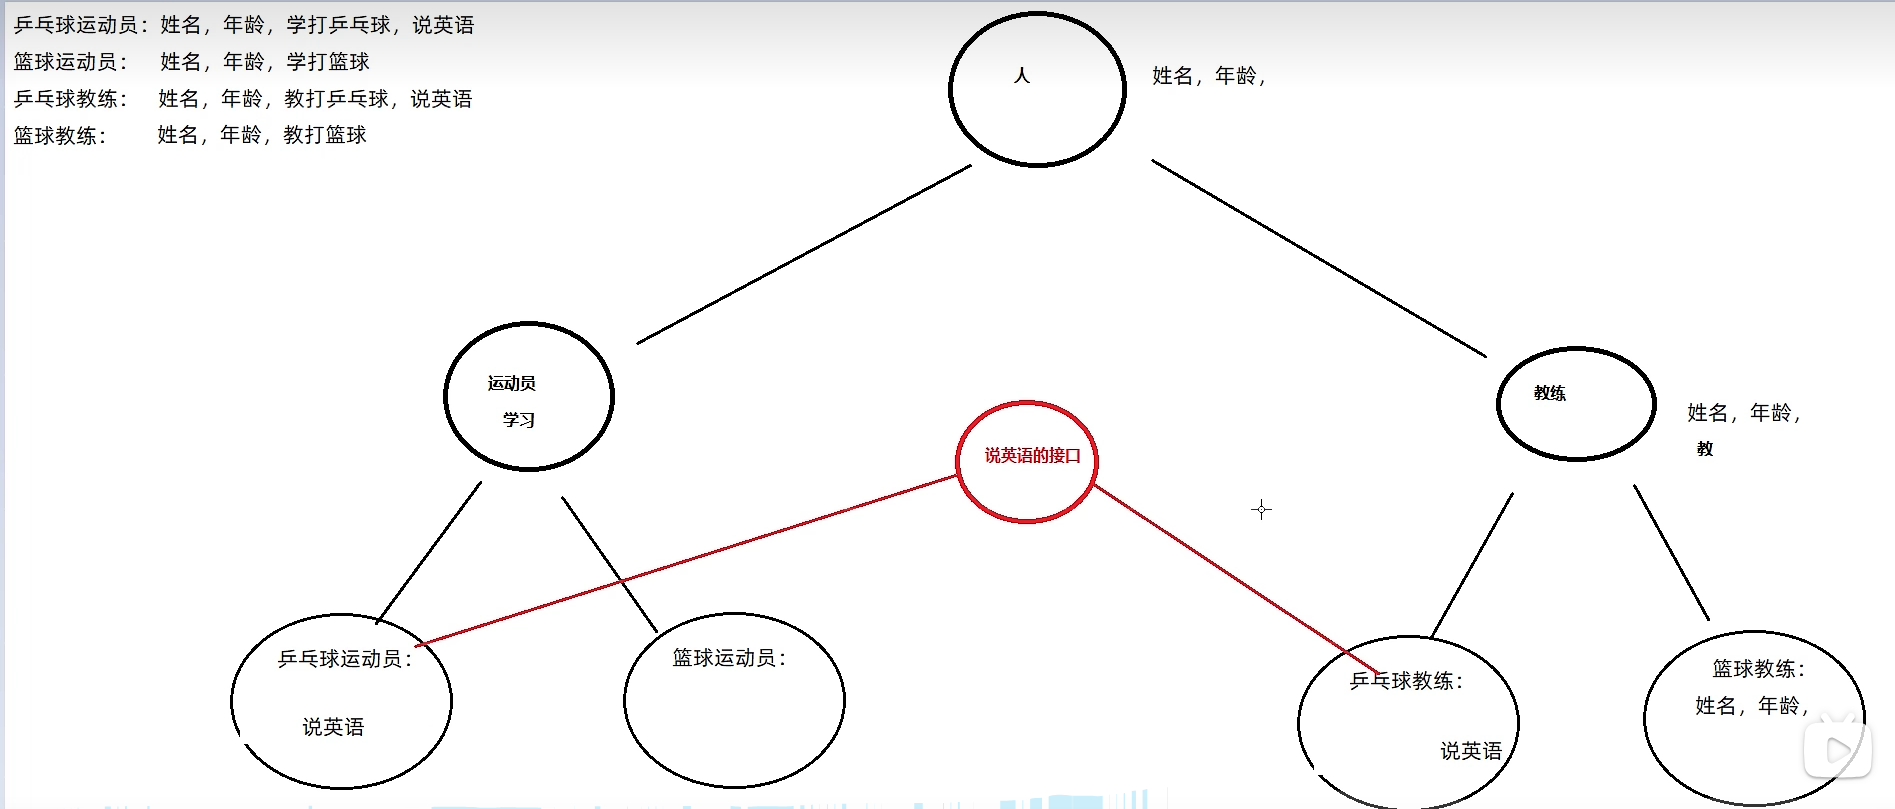 乒乓球运动员：姓名，年龄，学打乒乓球，说英语
篮球运动员：  姓名，年龄，学打篮球
乒乓球教练：  姓名，年龄，教打乒乓球，说英语
篮球教练：    姓名，年龄，教打篮球
人
姓名，年龄，
运动员
学习
说英语的接口
教练
姓名，年龄，
教
乒乓球运动员：
说英语
篮球运动员：
乒乓球教练：
说英语
篮球教练：
姓名，年龄，